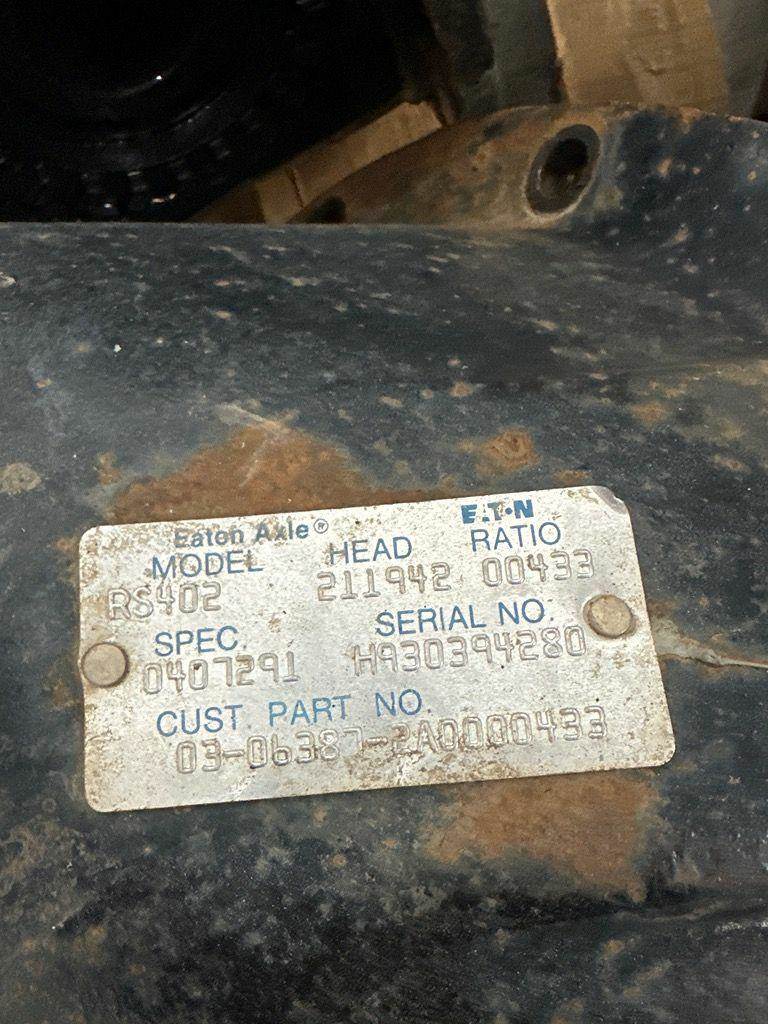 Eaton Axle® EAT•N
MODEL HEAD RATIO
RS402 211942 00433
SPEC. SERIAL NO.
0407291 H930394280
CUST. PART NO.
03-06387-2A0000433